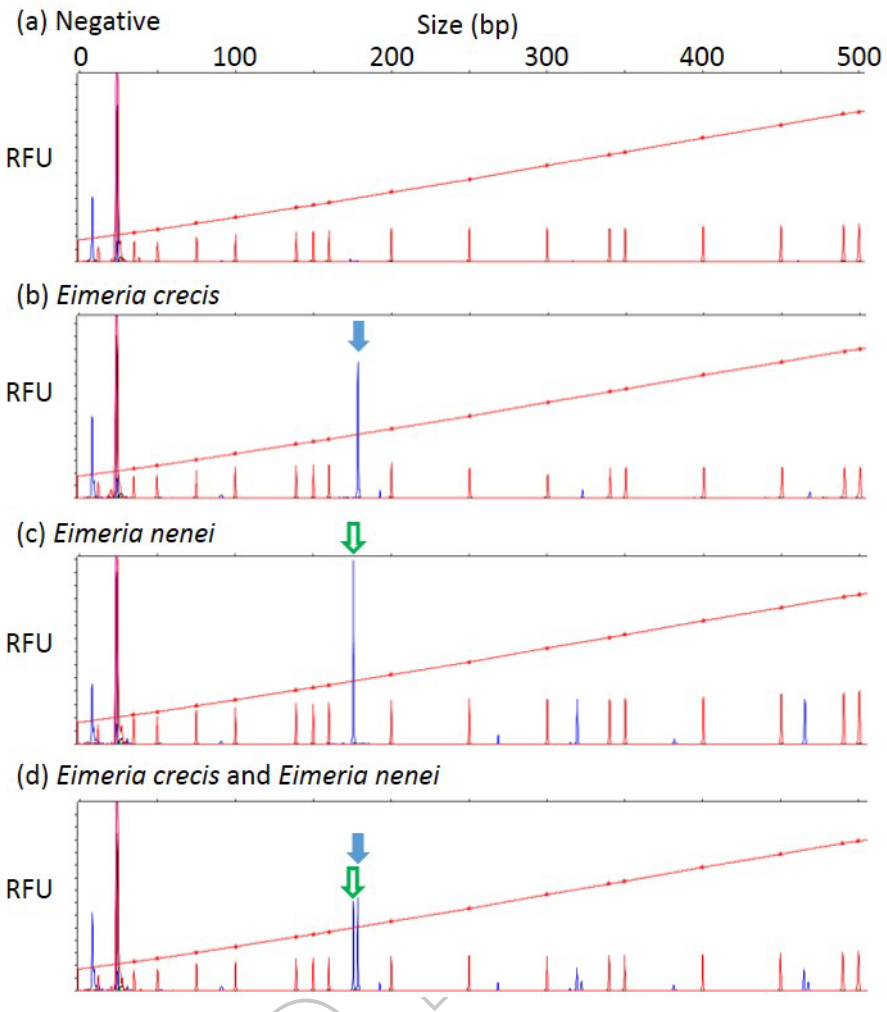 (a) Negative
Size (bp)
0 100 200 300 400 500
RFU
(b) Eimeria crecis
RFU
(c) Eimeria nenei
RFU
(d) Eimeria crecis and Eimeria nenei
RFU